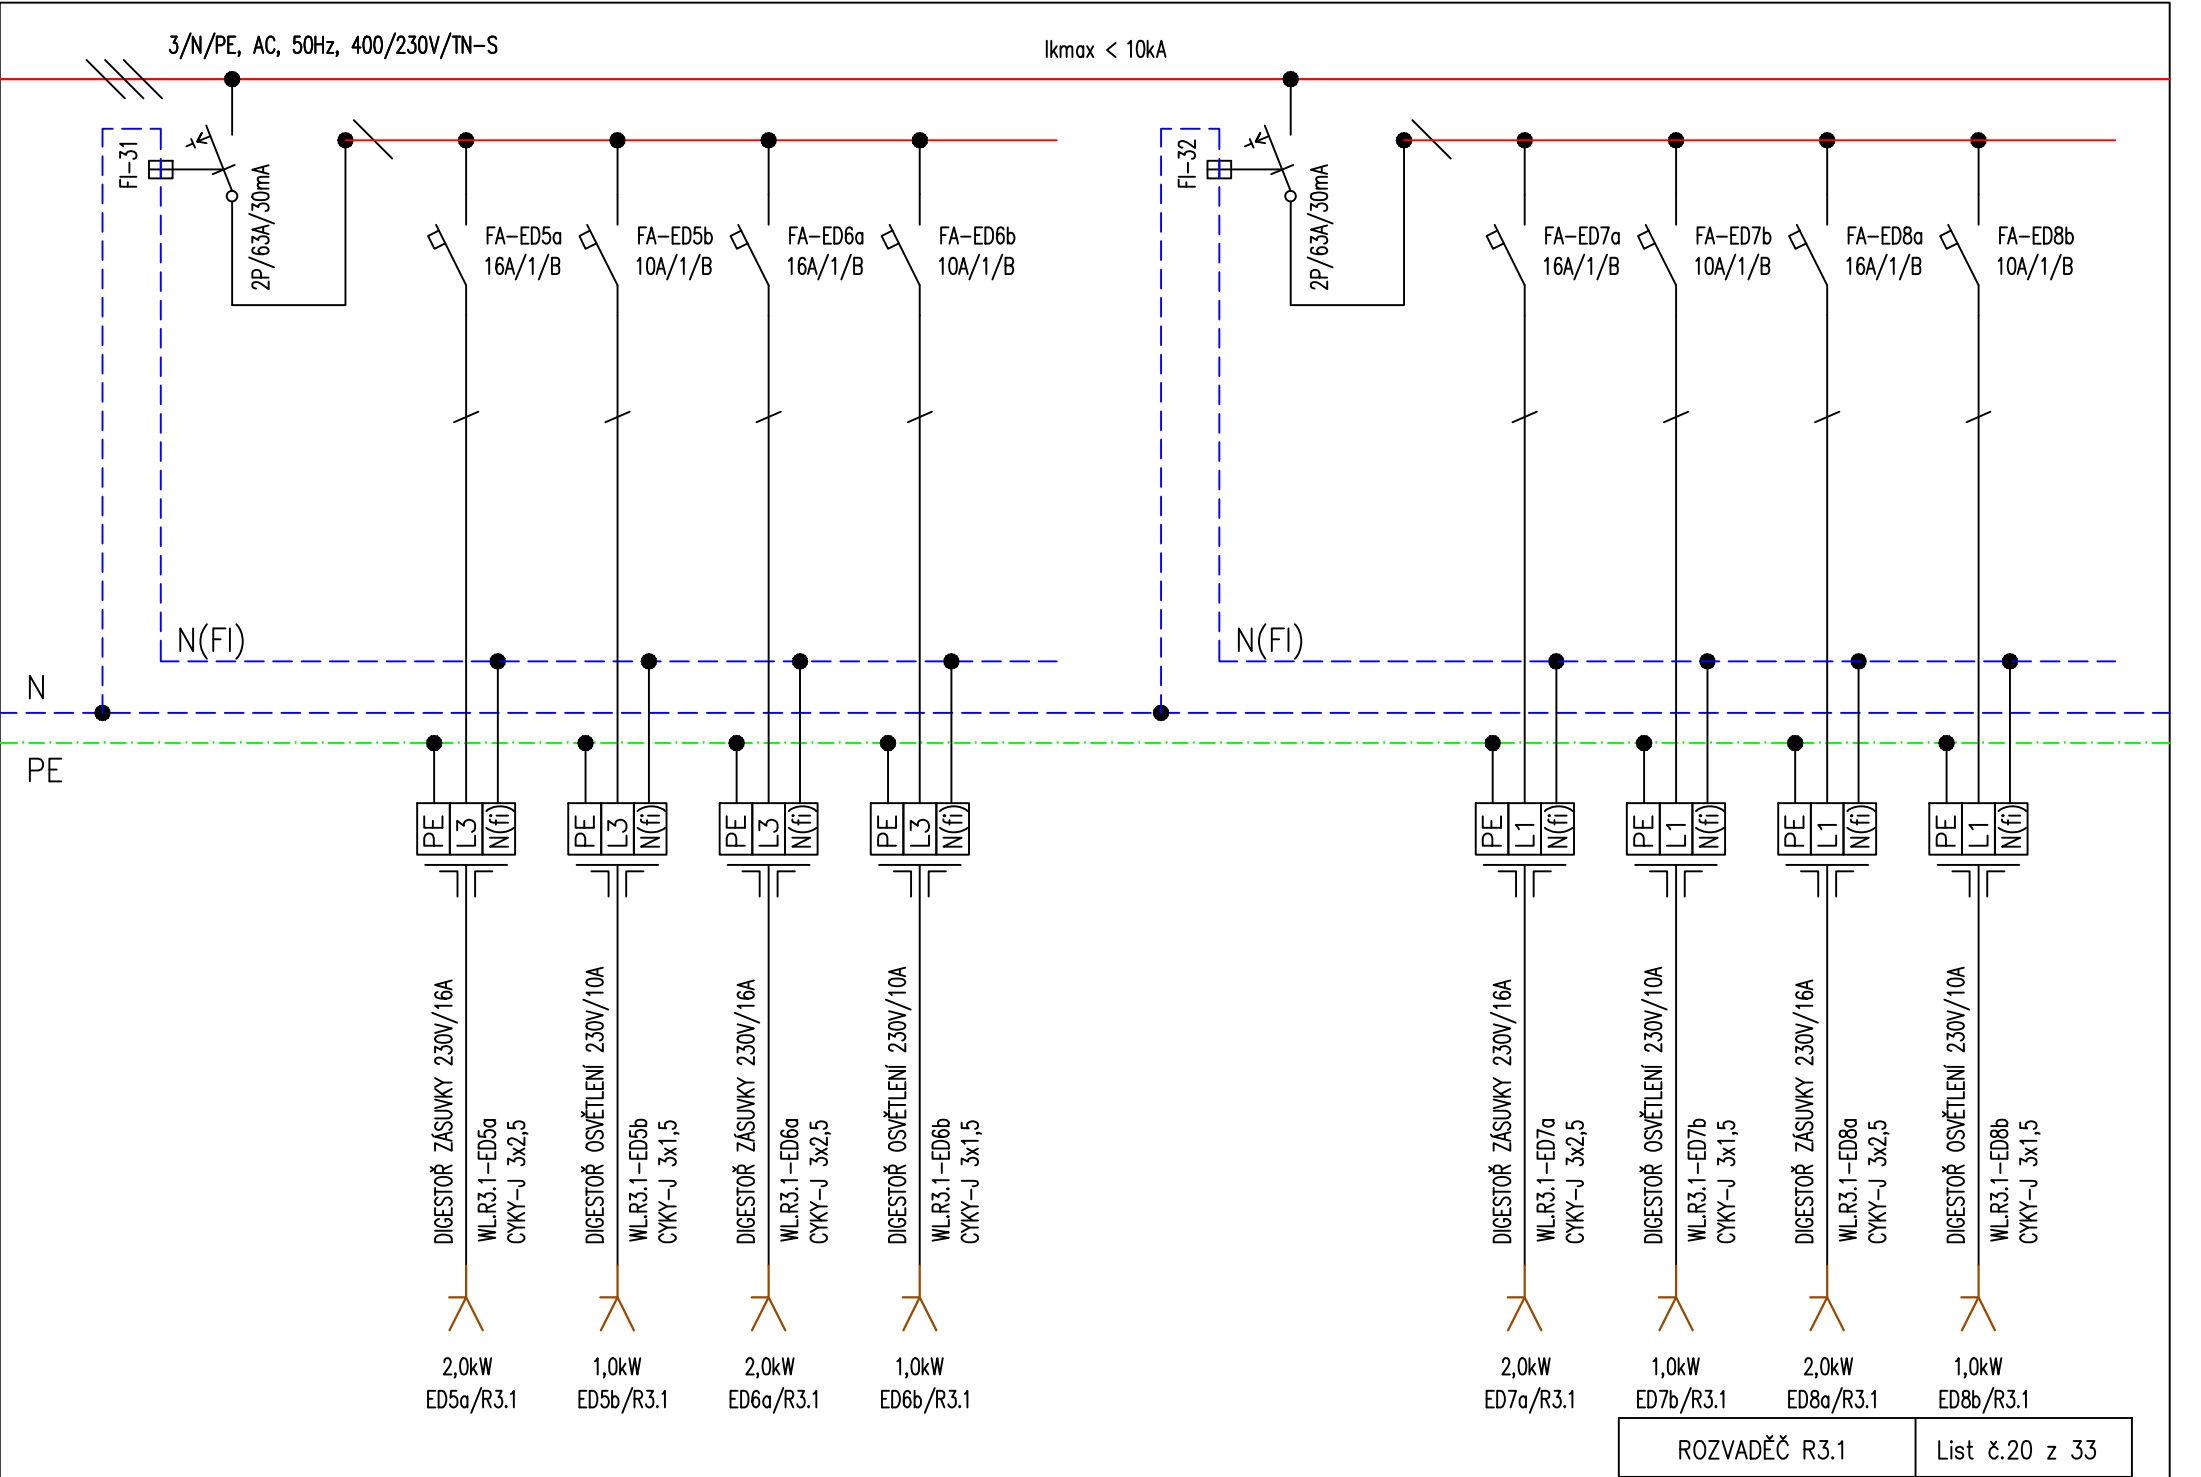 3/N/PE, AC, 50Hz, 400/230V/TN-S
Ikmax < 10kA
FI-31
2P/63A/30mA
FA-ED5a
16A/1/B
FA-ED5b
10A/1/B
FA-ED6a
16A/1/B
FA-ED6b
10A/1/B
FI-32
2P/63A/30mA
FA-ED7a
16A/1/B
FA-ED7b
10A/1/B
FA-ED8a
16A/1/B
FA-ED8b
10A/1/B
N(FI)
N(FI)
N
PE
PE L3 N(fi)
PE L3 N(fi)
PE L3 N(fi)
PE L3 N(fi)
PE L1 N(fi)
PE L1 N(fi)
PE L1 N(fi)
PE L1 N(fi)
DIGESTOŘ ZÁSUVKY 230V/16A
WL.R3.1-ED5a
CYKY-J 3x2,5
DIGESTOŘ OSVĚTLENÍ 230V/10A
WL.R3.1-ED5b
CYKY-J 3x1,5
DIGESTOŘ ZÁSUVKY 230V/16A
WL.R3.1-ED6a
CYKY-J 3x2,5
DIGESTOŘ OSVĚTLENÍ 230V/10A
WL.R3.1-ED6b
CYKY-J 3x1,5
DIGESTOŘ ZÁSUVKY 230V/16A
WL.R3.1-ED7a
CYKY-J 3x2,5
DIGESTOŘ OSVĚTLENÍ 230V/10A
WL.R3.1-ED7b
CYKY-J 3x1,5
DIGESTOŘ ZÁSUVKY 230V/16A
WL.R3.1-ED8a
CYKY-J 3x2,5
DIGESTOŘ OSVĚTLENÍ 230V/10A
WL.R3.1-ED8b
CYKY-J 3x1,5
2,0kW
ED5a/R3.1
1,0kW
ED5b/R3.1
2,0kW
ED6a/R3.1
1,0kW
ED6b/R3.1
2,0kW
ED7a/R3.1
1,0kW
ED7b/R3.1
2,0kW
ED8a/R3.1
1,0kW
ED8b/R3.1
ROZVADĚČ R3.1
List č.20 z 33